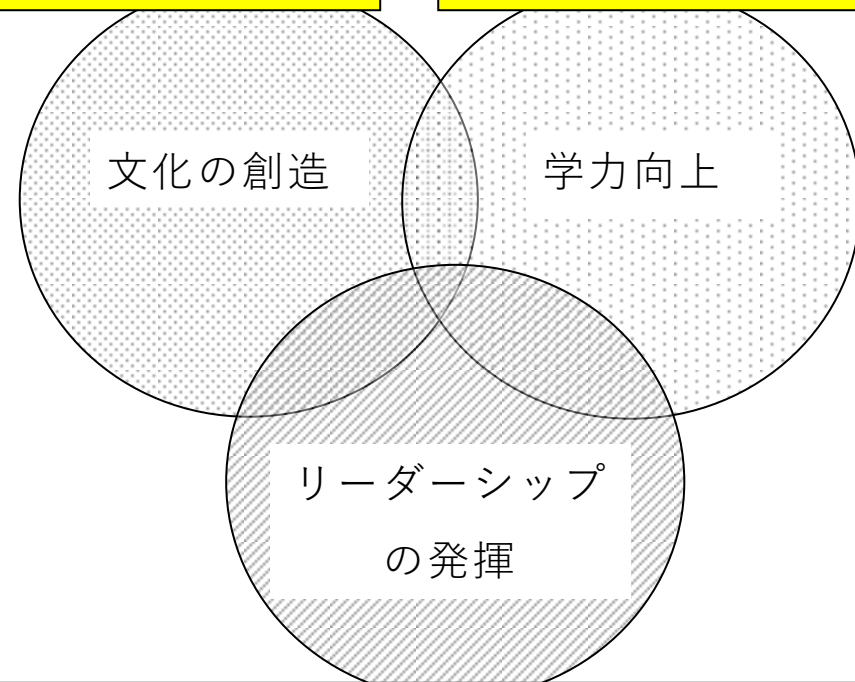 文化の創造
学力向上
リーダーシップ
の発揮